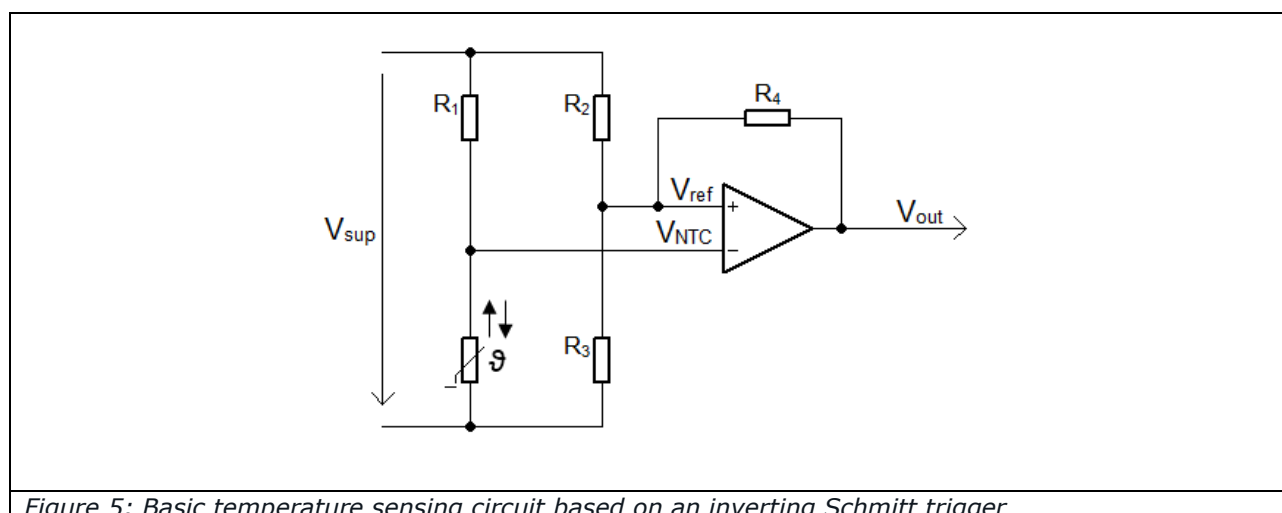 R1
R2
R4
Vref
+
Vout
VNTC
−
Vsup
R3
ϑ
Figure 5: Basic temperature sensing circuit based on an inverting Schmitt trigger